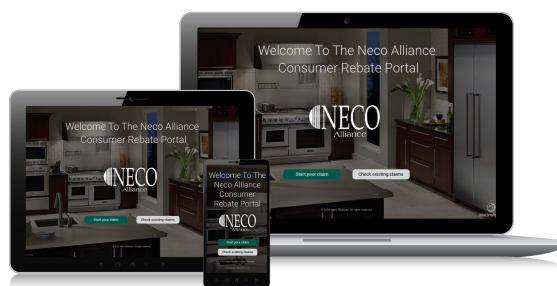 Welcome To The Neco Alliance
Consumer Rebate Portal
NECO
Alliance
Start your claim
Check existing claims
Welcome To The Neco Alliance
Consumer Rebate Portal
NECO
Alliance
Start your claim
Check existing claims
Welcome To The
Neco Alliance
Consumer
Rebate Portal
NECO
Alliance
Start your claim
Check existing claims